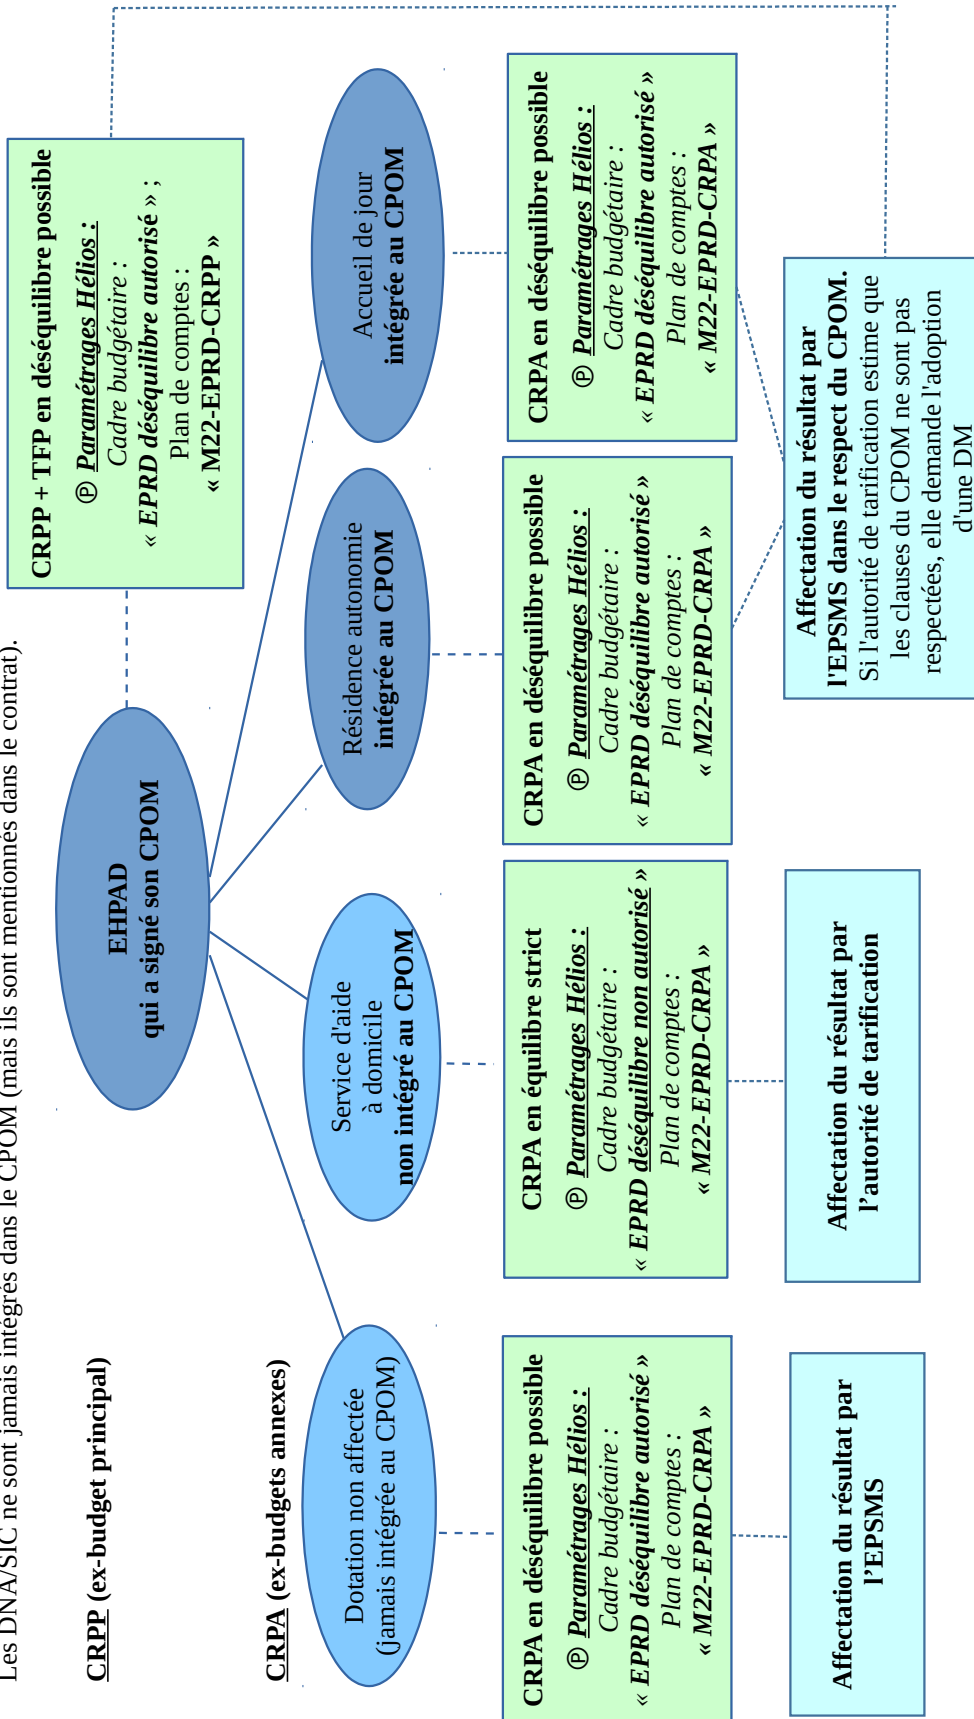 Les DNA/SIC ne sont jamais intégrés dans le CPOM (mais ils sont mentionnés dans le contrat).
CRPP (ex-budget principal)
EHPAD
qui a signé son CPOM
CRPP + TFP en déséquilibre possible
Ⓟ Paramétrages Hélios :
Cadre budgétaire :
« EPRD déséquilibre autorisé » ;
Plan de comptes :
« M22-EPRD-CRPP »
CRPA (ex-budgets annexes)
Dotation non affectée
(jamais intégrée au CPOM)
Service d'aide
à domicile
non intégré au CPOM
Résidence autonomie
intégrée au CPOM
Accueil de jour
intégrée au CPOM
CRPA en déséquilibre possible
Ⓟ Paramétrages Hélios :
Cadre budgétaire :
« EPRD déséquilibre autorisé »
Plan de comptes :
« M22-EPRD-CRPA »
CRPA en équilibre strict
Ⓟ Paramétrages Hélios :
Cadre budgétaire :
« EPRD déséquilibre non autorisé »
Plan de comptes :
« M22-EPRD-CRPA »
CRPA en déséquilibre possible
Ⓟ Paramétrages Hélios :
Cadre budgétaire :
« EPRD déséquilibre autorisé »
Plan de comptes :
« M22-EPRD-CRPA »
CRPA en déséquilibre possible
Ⓟ Paramétrages Hélios :
Cadre budgétaire :
« EPRD déséquilibre autorisé »
Plan de comptes :
« M22-EPRD-CRPA »
Affectation du résultat par
l'EPSMS
Affectation du résultat par
l’autorité de tarification
Affectation du résultat par
l'EPSMS dans le respect du CPOM.
Si l'autorité de tarification estime que
les clauses du CPOM ne sont pas
respectées, elle demande l'adoption
d'une DM